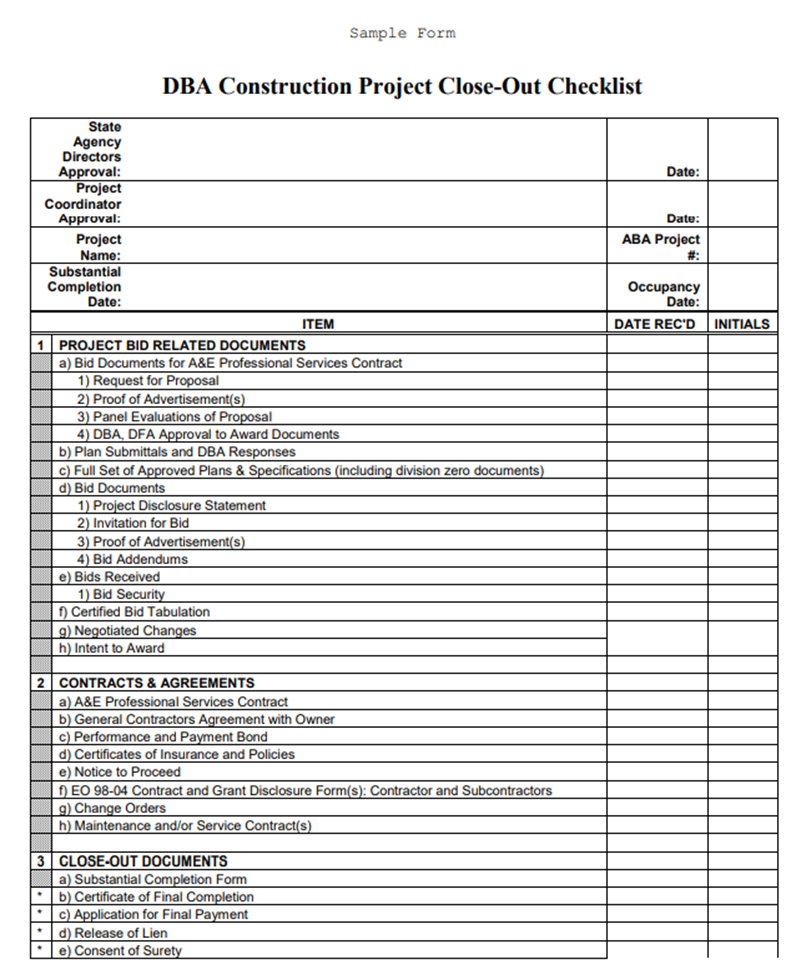 Sample Form
DBA Construction Project Close-Out Checklist
State
Agency
Directors
Approval:
Date:
Project
Coordinator
Approval:
Date:
Project
Name:
ABA Project
#:
Substantial
Completion
Date:
Occupancy
Date:
ITEM DATE REC'D INITIALS
1 PROJECT BID RELATED DOCUMENTS
a) Bid Documents for A&E Professional Services Contract
1) Request for Proposal
2) Proof of Advertisement(s)
3) Panel Evaluations of Proposal
4) DBA, DFA Approval to Award Documents
b) Plan Submittals and DBA Responses
c) Full Set of Approved Plans & Specifications (including division zero documents)
d) Bid Documents
1) Project Disclosure Statement
2) Invitation for Bid
3) Proof of Advertisement(s)
4) Bid Addendums
e) Bids Received
1) Bid Security
f) Certified Bid Tabulation
g) Negotiated Changes
h) Intent to Award
2 CONTRACTS & AGREEMENTS
a) A&E Professional Services Contract
b) General Contractors Agreement with Owner
c) Performance and Payment Bond
d) Certificates of Insurance and Policies
e) Notice to Proceed
f) EO 98-04 Contract and Grant Disclosure Form(s): Contractor and Subcontractors
g) Change Orders
h) Maintenance and/or Service Contract(s)
3 CLOSE-OUT DOCUMENTS
a) Substantial Completion Form
* b) Certificate of Final Completion
* c) Application for Final Payment
* d) Release of Lien
* e) Consent of Surety